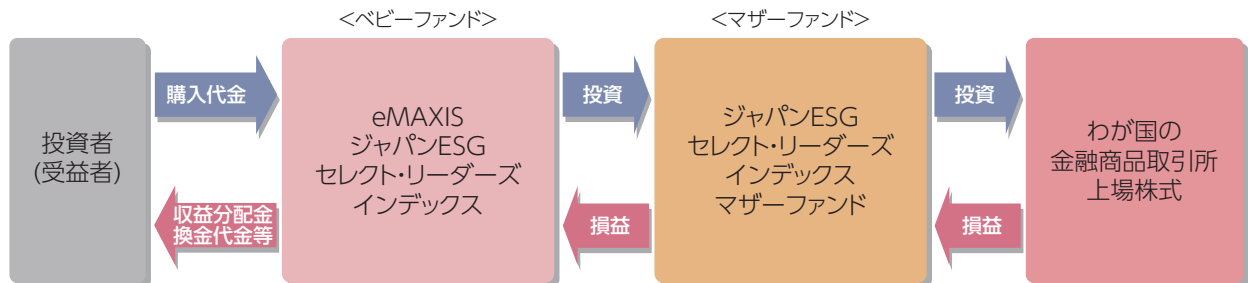 <ベビーファンド>
<マザーファンド>
投資者
(受益者)
購入代金
収益分配金
換金代金等
eMAXIS
ジャパンESG
セレクト・リーダーズ
インデックス
投資
損益
ジャパンESG
セレクト・リーダーズ
インデックス
マザーファンド
投資
損益
わが国の
金融商品取引所
上場株式